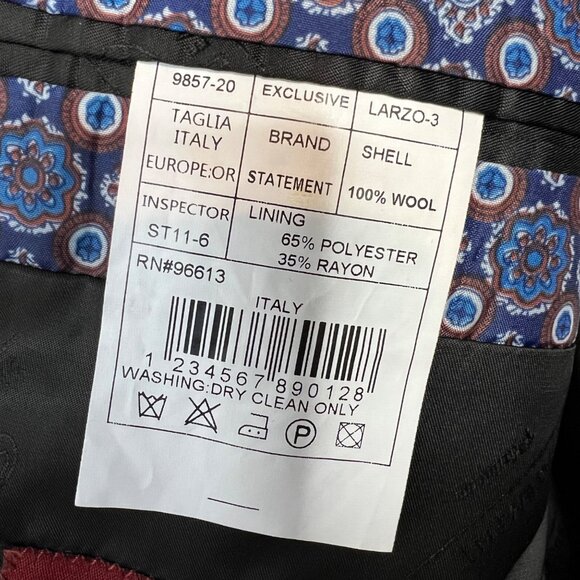 9857-20 EXCLUSIVE LARZO-3
TAGLIA
ITALY
EUROPE:OR
BRAND
STATEMENT
SHELL
100% WOOL
INSPECTOR
ST11-6
LINING
65% POLYESTER
35% RAYON
RN#96613
ITALY
1 234567 890128
WASHING:DRY CLEAN ONLY
P